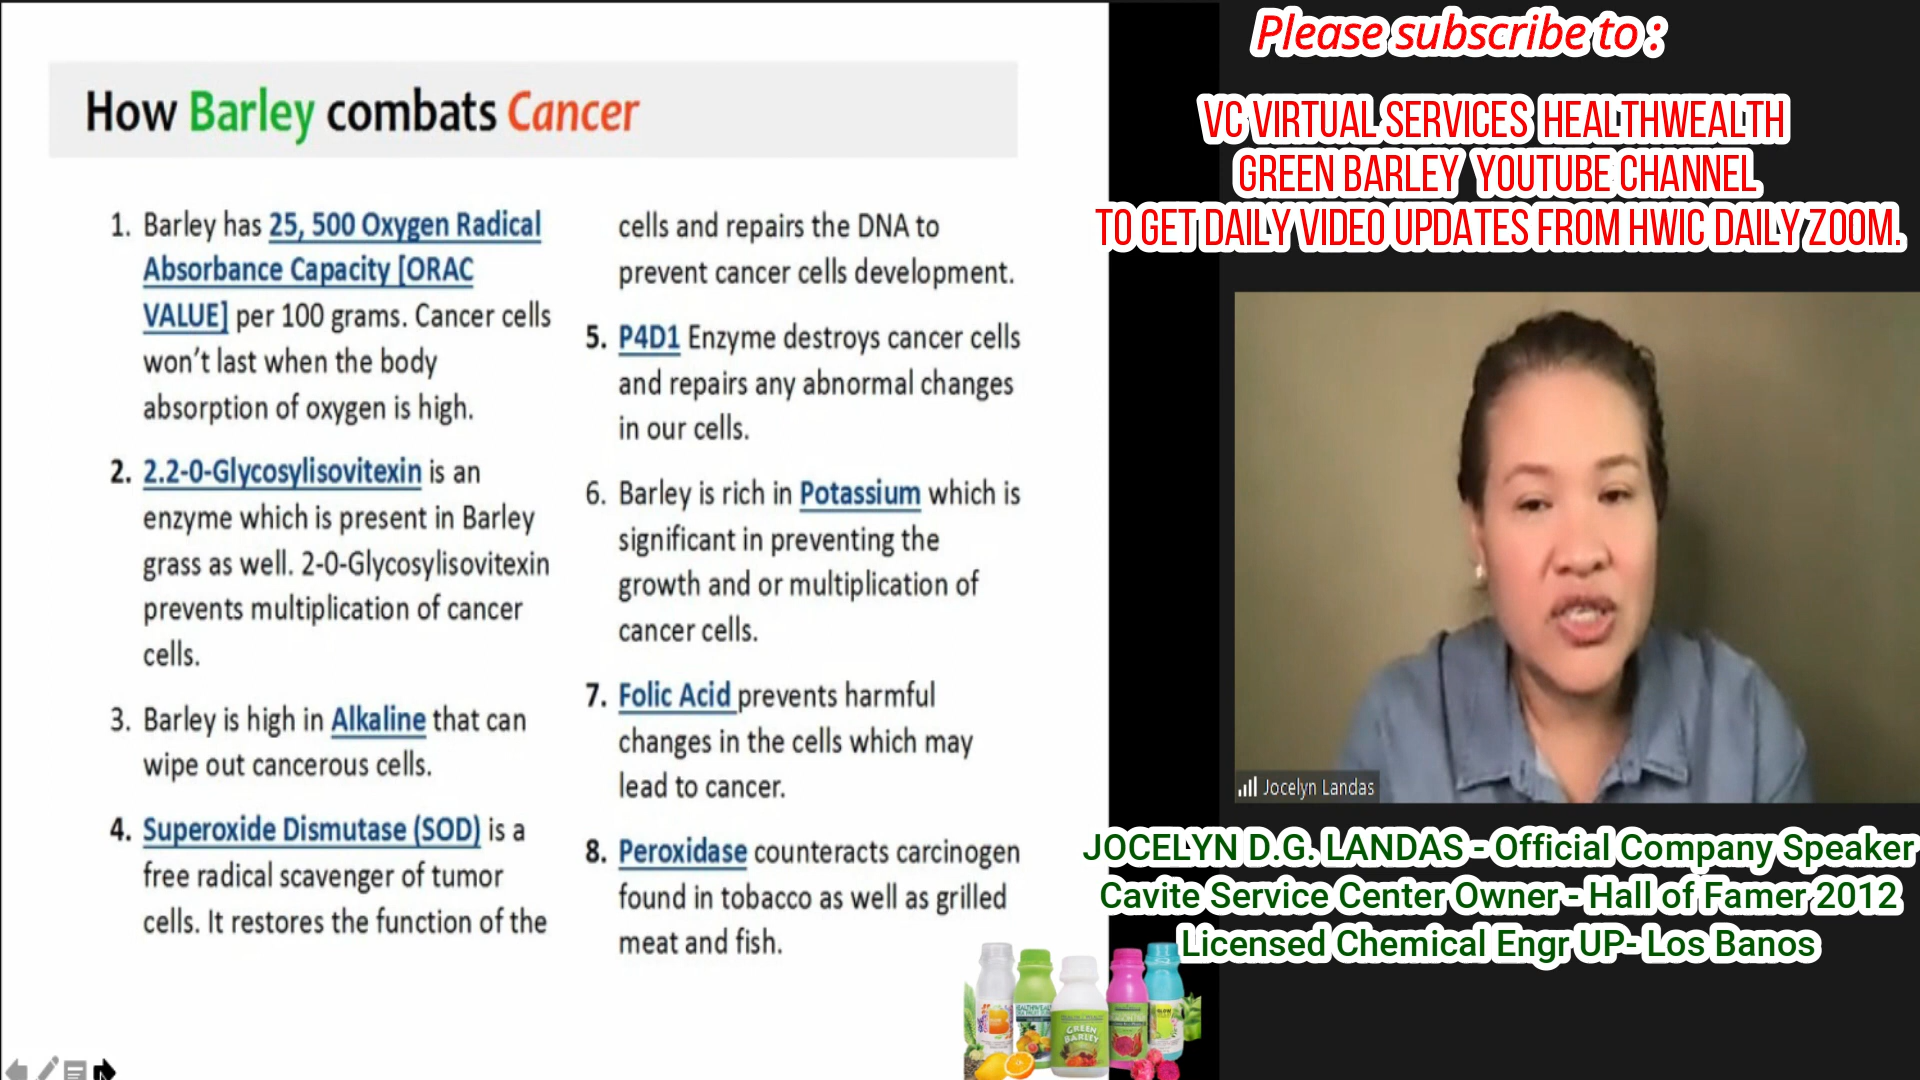 How Barley combats Cancer
1. Barley has 25, 500 Oxygen Radical
Absorbance Capacity [ORAC
VALUE] per 100 grams. Cancer cells
won't last when the body
absorption of oxygen is high.
2. 2.2-0-Glycosylisovitexin is an
enzyme which is present in Barley
grass as well. 2-0-Glycosylisovitexin
prevents multiplication of cancer
cells.
3. Barley is high in Alkaline that can
wipe out cancerous cells.
4. Superoxide Dismutase (SOD) is a
free radical scavenger of tumor
cells. It restores the function of the
cells and repairs the DNA to
prevent cancer cells development.
5. P4D1 Enzyme destroys cancer cells
and repairs any abnormal changes
in our cells.
6. Barley is rich in Potassium which is
significant in preventing the
growth and or multiplication of
cancer cells.
7. Folic Acid prevents harmful
changes in the cells which may
lead to cancer.
8. Peroxidase counteracts carcinogen
found in tobacco as well as grilled
meat and fish.
Please subscribe to :
VC VIRTUAL SERVICES HEALTHWEALTH
GREEN BARLEY YOUTUBE CHANNEL
TO GET DAILY VIDEO UPDATES FROM HWIC DAILY ZOOM.
Jocelyn Landas
JOCELYN D.G. LANDAS - Official Company Speaker
Cavite Service Center Owner - Hall of Famer 2012
Licensed Chemical Engr UP- Los Banos
GREEN
BARLEY